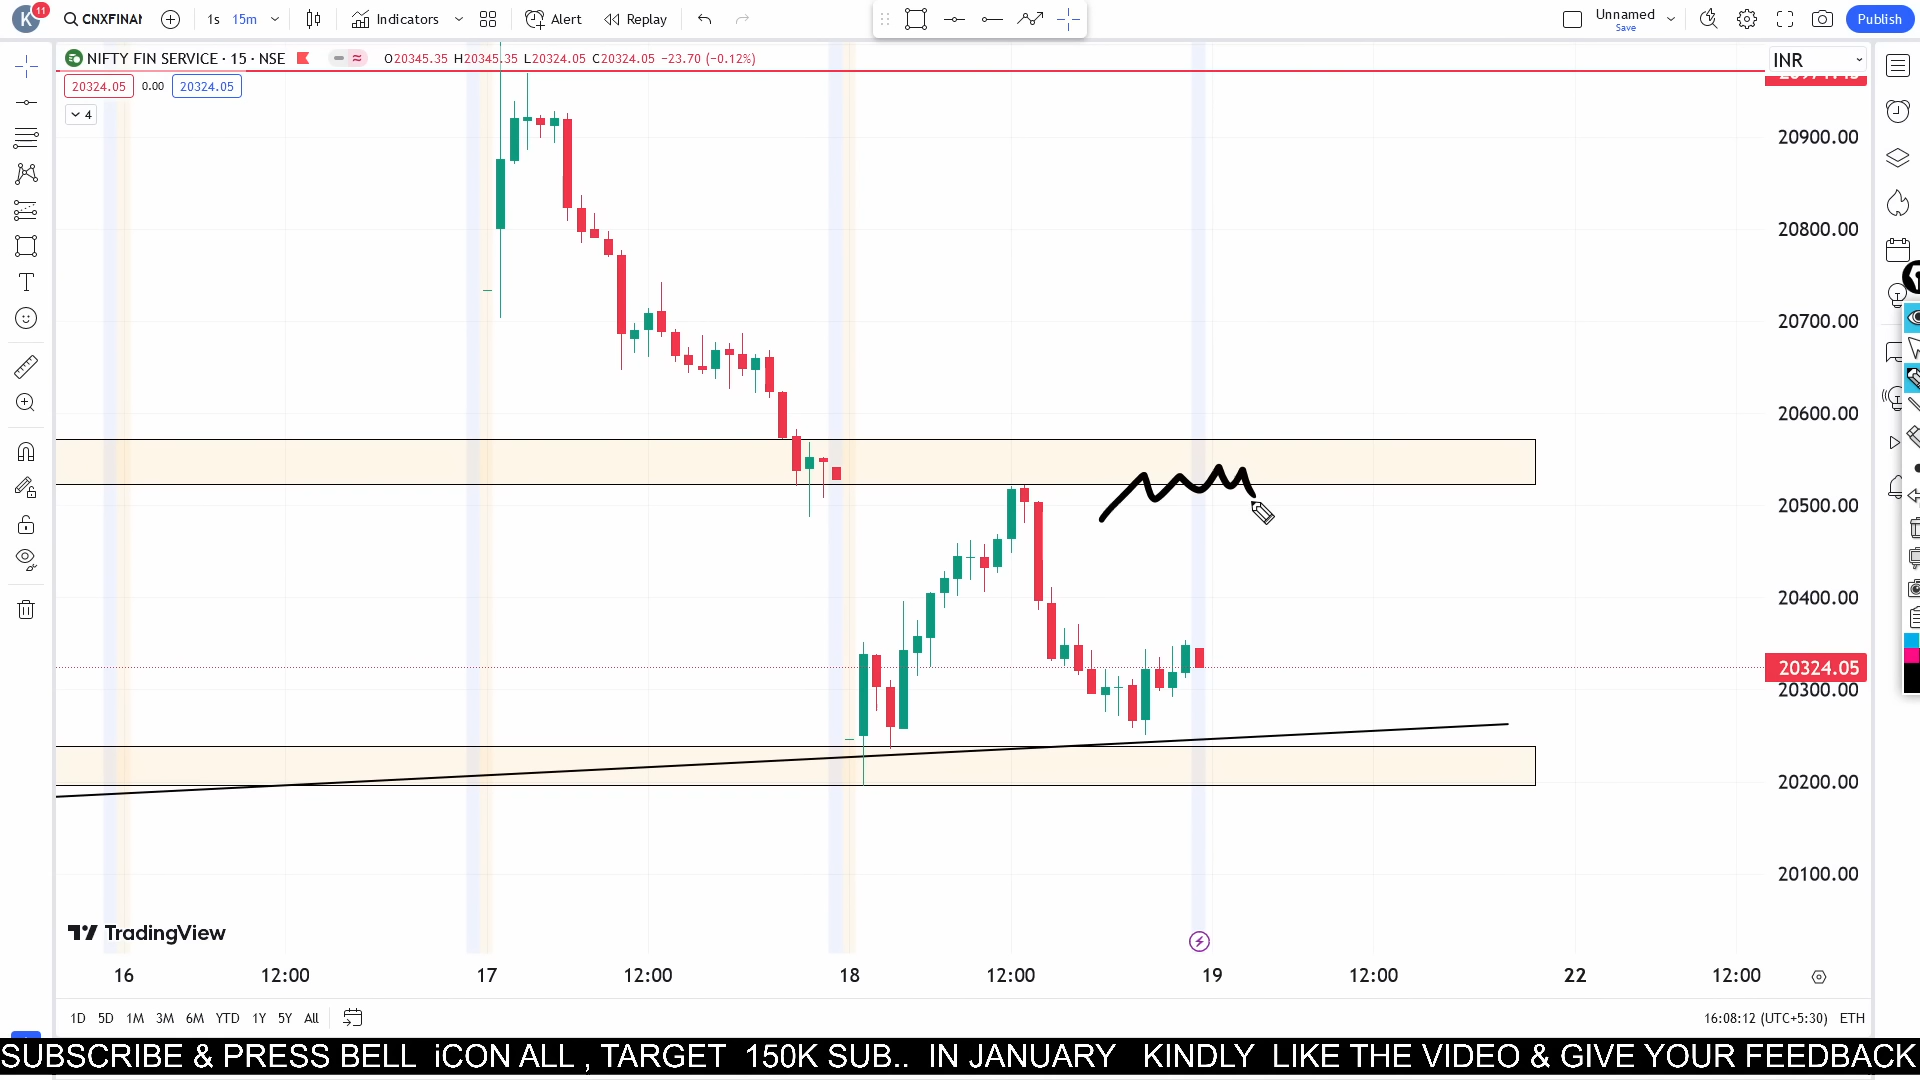 K 11 CNXFINAN 1s 15m Indicators Alert Replay Unnamed Save Publish
NIFTY FIN SERVICE · 15 · NSE O20345.35 H20345.35 L20324.05 C20324.05 −23.70 (−0.12%) INR
20324.05 0.00 20324.05
4
20900.00
20800.00
20700.00
20600.00
20500.00
20400.00
20324.05
20300.00
20200.00
20100.00
TradingView
16 12:00 17 12:00 18 12:00 19 12:00 22 12:00
1D 5D 1M 3M 6M YTD 1Y 5Y All 16:08:12 (UTC+5:30) ETH
SUBSCRIBE & PRESS BELL iCON ALL , TARGET 150K SUB.. IN JANUARY KINDLY LIKE THE VIDEO & GIVE YOUR FEEDBACK